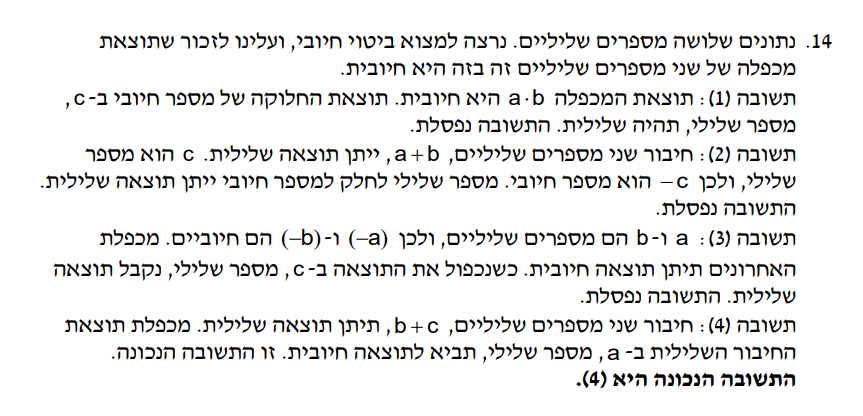 14. נתונים שלושה מספרים שליליים. נרצה למצוא ביטוי חיובי, ועלינו לזכור שתוצאת
מכפלה של שני מספרים שליליים זה בזה היא חיובית.
תשובה (1): תוצאת המכפלה a·b היא חיובית. תוצאת החלוקה של מספר חיובי ב-c,
מספר שלילי, תהיה שלילית. התשובה נפסלת.
תשובה (2): חיבור שני מספרים שליליים, a+b, ייתן תוצאה שלילית. c הוא מספר
שלילי, ולכן −c הוא מספר חיובי. מספר שלילי לחלק למספר חיובי ייתן תוצאה שלילית.
התשובה נפסלת.
תשובה (3): a ו-b הם מספרים שליליים, ולכן (−a) ו-(−b) הם חיוביים. מכפלת
האחרונים תיתן תוצאה חיובית. כשנכפול את התוצאה ב-c, מספר שלילי, נקבל תוצאה
שלילית. התשובה נפסלת.
תשובה (4): חיבור שני מספרים שליליים, b+c, תיתן תוצאה שלילית. מכפלת תוצאת
החיבור השלילית ב- a, מספר שלילי, תביא לתוצאה חיובית. זו התשובה הנכונה.
התשובה הנכונה היא (4).